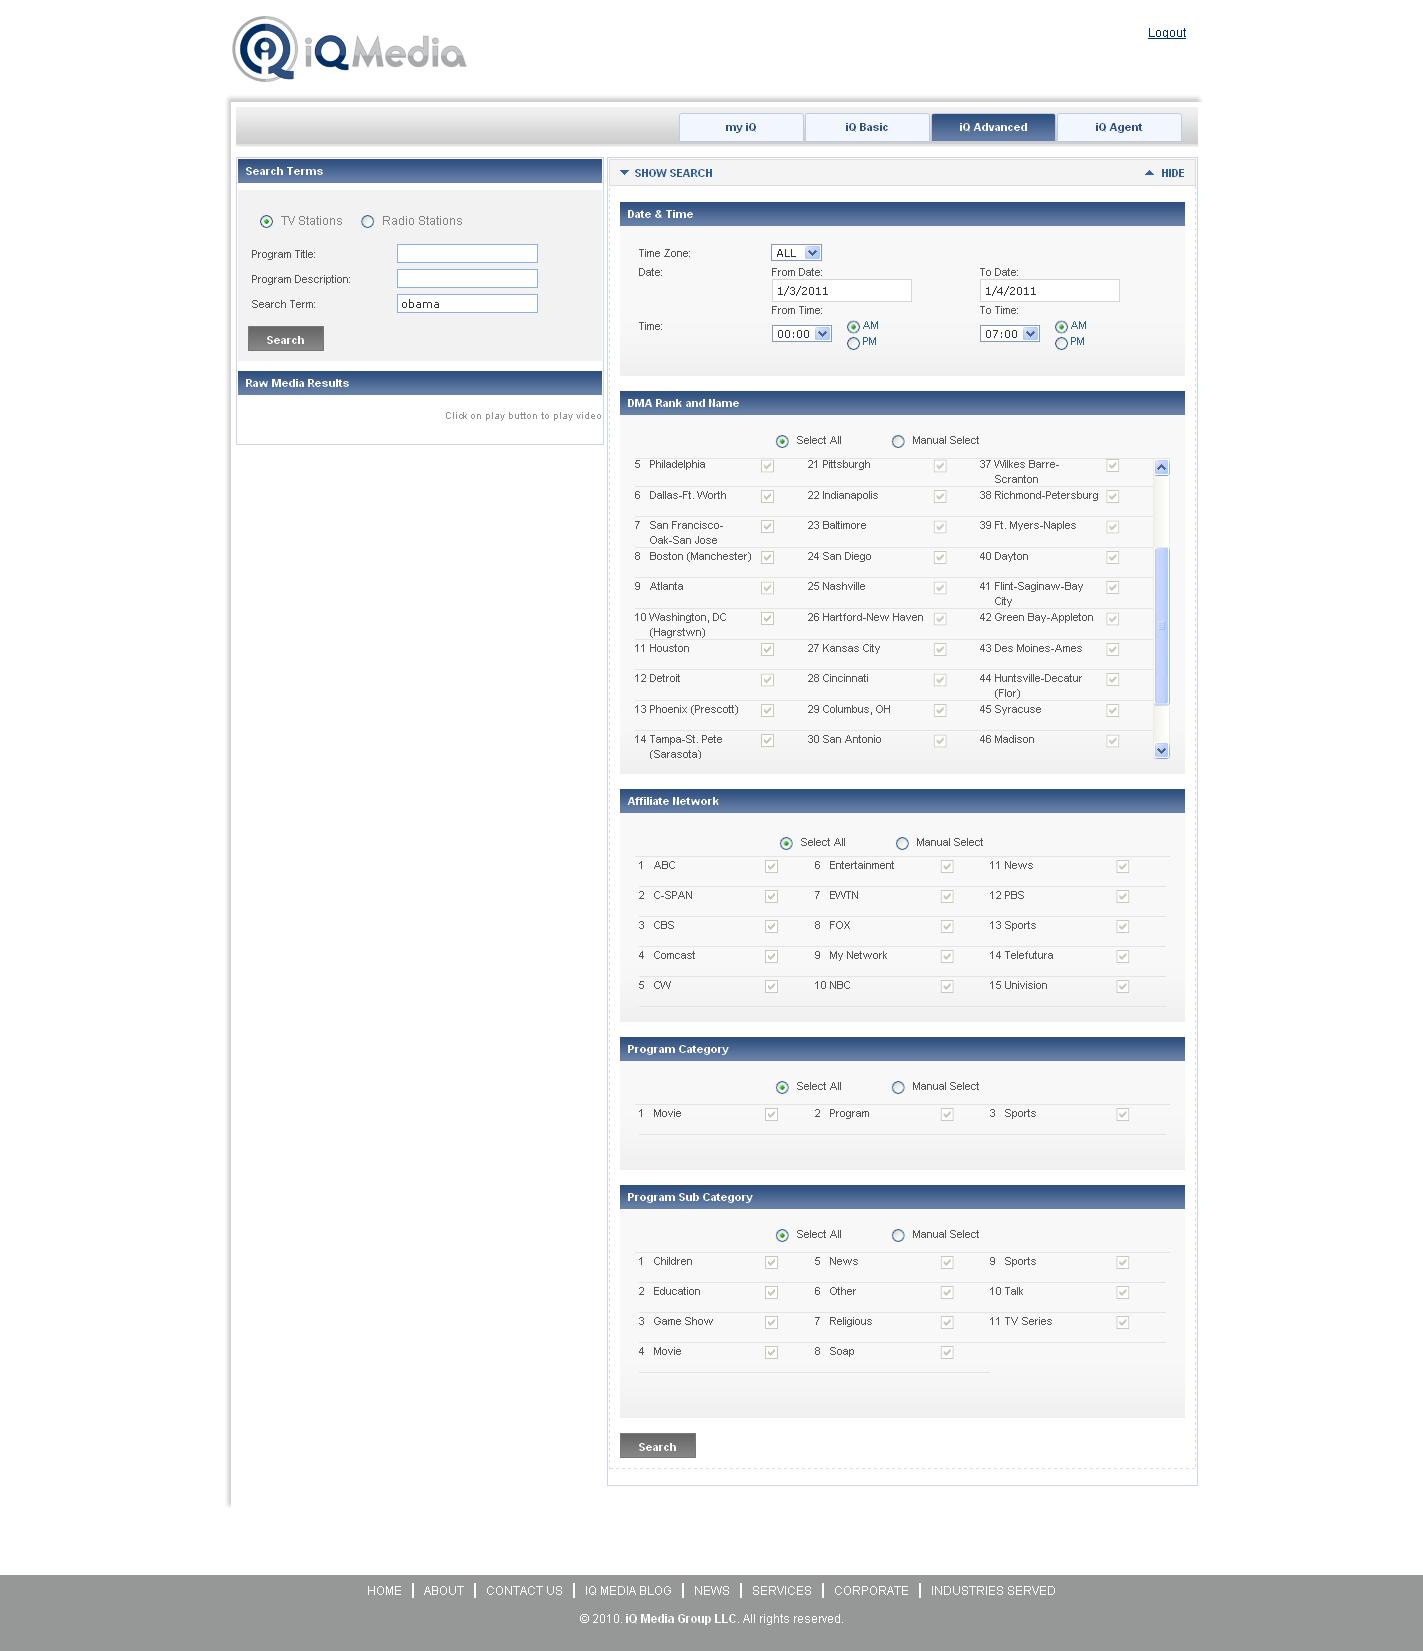 iQMedia
Logout
my iQ iQ Basic iQ Advanced iQ Agent
Search Terms
TV Stations Radio Stations
Program Title:
Program Description:
Search Term: obama
Search
Raw Media Results
Click on play button to play video
SHOW SEARCH HIDE
Date & Time
Time Zone: ALL
Date: From Date: To Date:
1/3/2011 1/4/2011
From Time: To Time:
Time: 00:00 AM 07:00 AM
PM PM
DMA Rank and Name
Select All Manual Select
5 Philadelphia 21 Pittsburgh 37 Wilkes Barre-
Scranton
6 Dallas-Ft. Worth 22 Indianapolis 38 Richmond-Petersburg
7 San Francisco- 23 Baltimore 39 Ft. Myers-Naples
Oak-San Jose
8 Boston (Manchester) 24 San Diego 40 Dayton
9 Atlanta 25 Nashville 41 Flint-Saginaw-Bay
City
10 Washington, DC 26 Hartford-New Haven 42 Green Bay-Appleton
(Hagrstwn)
11 Houston 27 Kansas City 43 Des Moines-Ames
12 Detroit 28 Cincinnati 44 Huntsville-Decatur
(Flor)
13 Phoenix (Prescott) 29 Columbus, OH 45 Syracuse
14 Tampa-St. Pete 30 San Antonio 46 Madison
(Sarasota)
Affiliate Network
Select All Manual Select
1 ABC 6 Entertainment 11 News
2 C-SPAN 7 EWTN 12 PBS
3 CBS 8 FOX 13 Sports
4 Comcast 9 My Network 14 Telefutura
5 CW 10 NBC 15 Univision
Program Category
Select All Manual Select
1 Movie 2 Program 3 Sports
Program Sub Category
Select All Manual Select
1 Children 5 News 9 Sports
2 Education 6 Other 10 Talk
3 Game Show 7 Religious 11 TV Series
4 Movie 8 Soap
Search
HOME ABOUT CONTACT US IQ MEDIA BLOG NEWS SERVICES CORPORATE INDUSTRIES SERVED
© 2010. iQ Media Group LLC. All rights reserved.